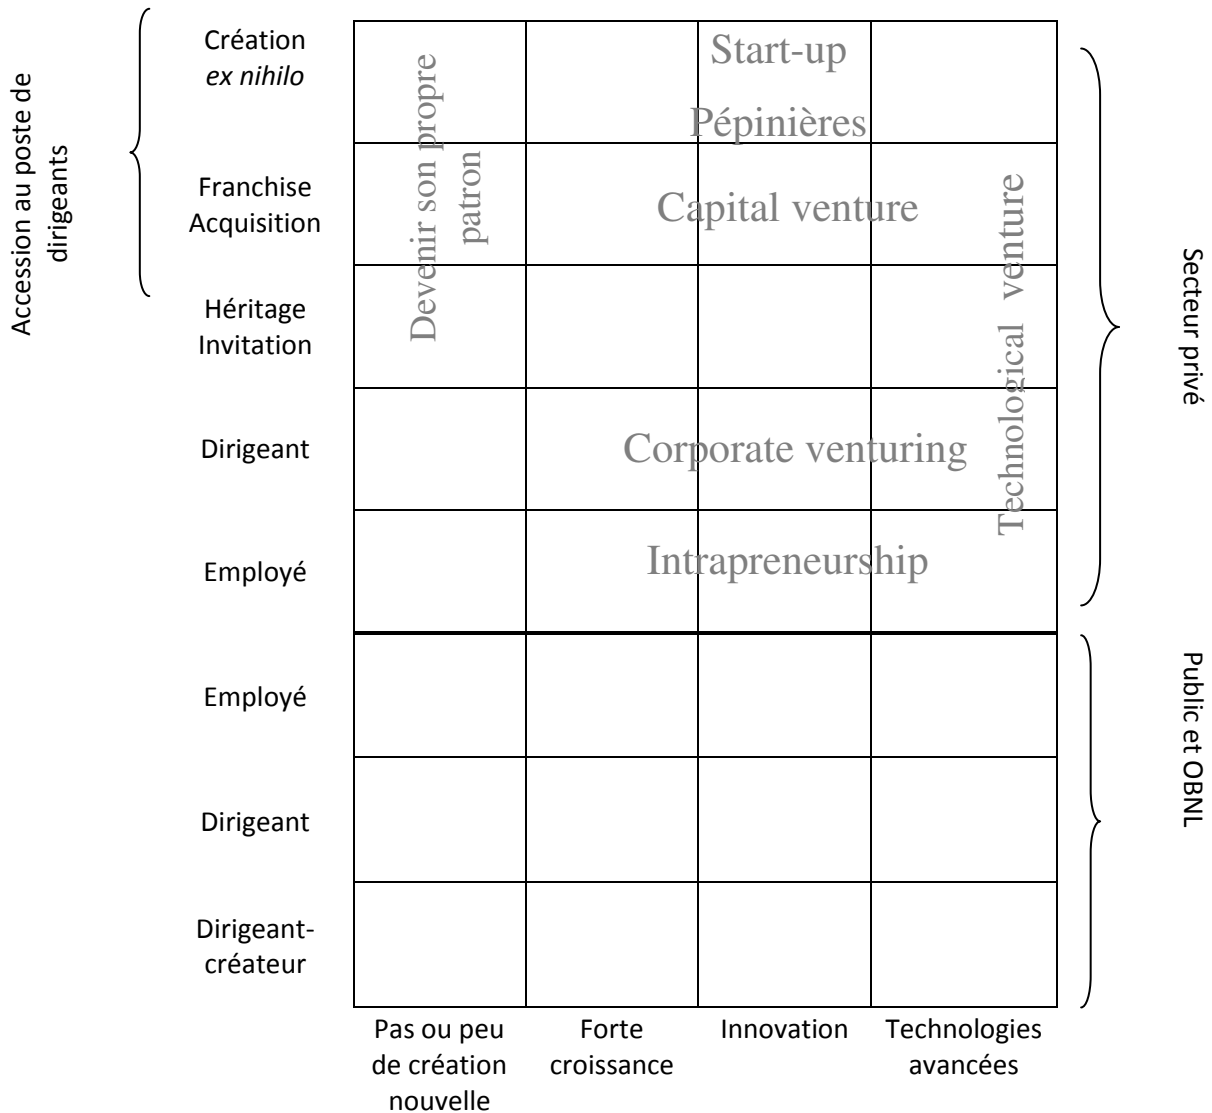 Accession au poste de
dirigeants
Création
ex nihilo
Franchise
Acquisition
Héritage
Invitation
Dirigeant
Employé
Employé
Dirigeant
Dirigeant-
créateur
Devenir son propre
patron
Start-up
Pépinières
Capital venture
Technological venture
Corporate venturing
Intrapreneurship
Secteur privé
Public et OBNL
Pas ou peu
de création
nouvelle
Forte
croissance
Innovation
Technologies
avancées